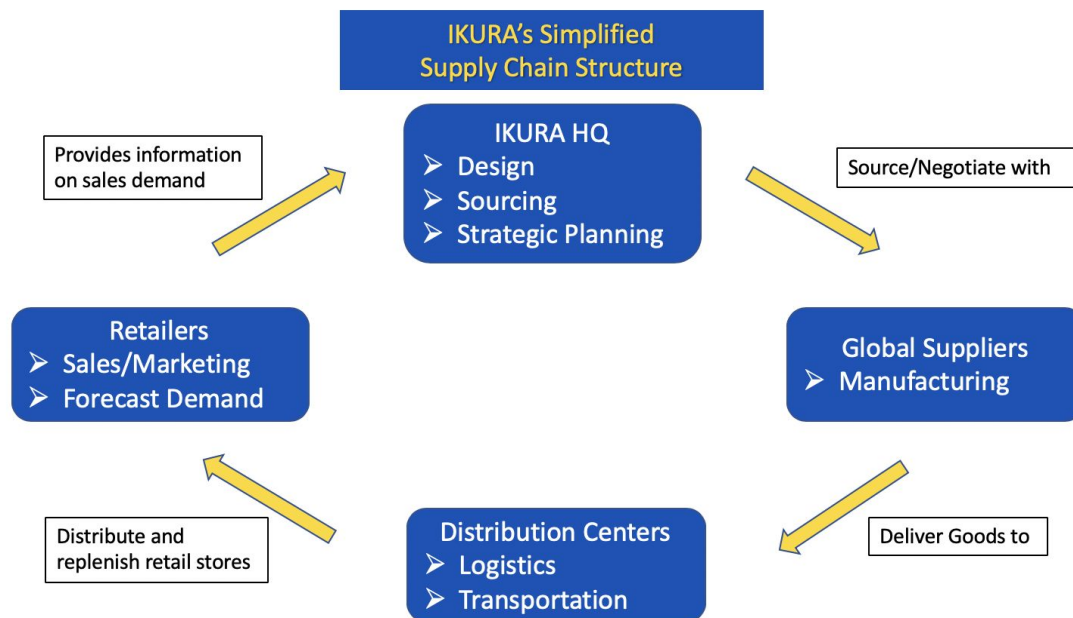 IKURA's Simplified
Supply Chain Structure
IKURA HQ
➢ Design
➢ Sourcing
➢ Strategic Planning
Provides information
on sales demand
Source/Negotiate with
Retailers
➢ Sales/Marketing
➢ Forecast Demand
Global Suppliers
➢ Manufacturing
Distribute and
replenish retail stores
Distribution Centers
➢ Logistics
➢ Transportation
Deliver Goods to